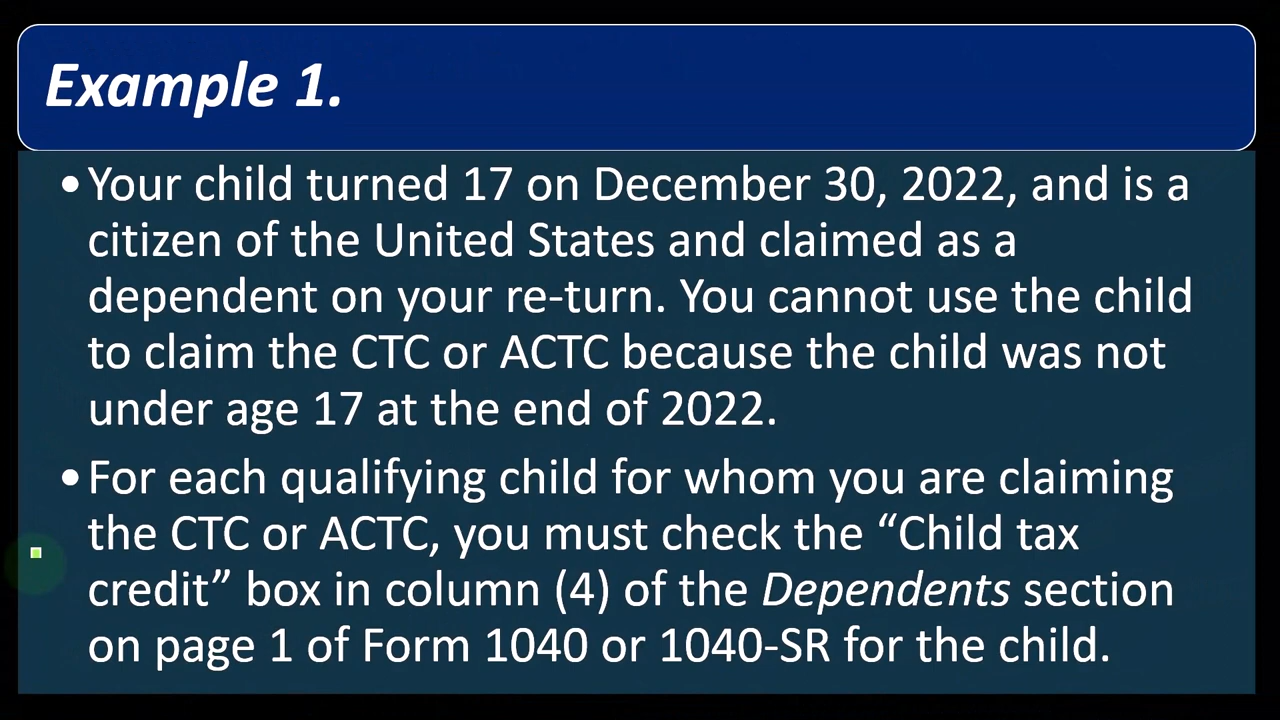 Example 1.
•Your child turned 17 on December 30, 2022, and is a
citizen of the United States and claimed as a
dependent on your re-turn. You cannot use the child
to claim the CTC or ACTC because the child was not
under age 17 at the end of 2022.
•For each qualifying child for whom you are claiming
the CTC or ACTC, you must check the “Child tax
credit” box in column (4) of the Dependents section
on page 1 of Form 1040 or 1040-SR for the child.